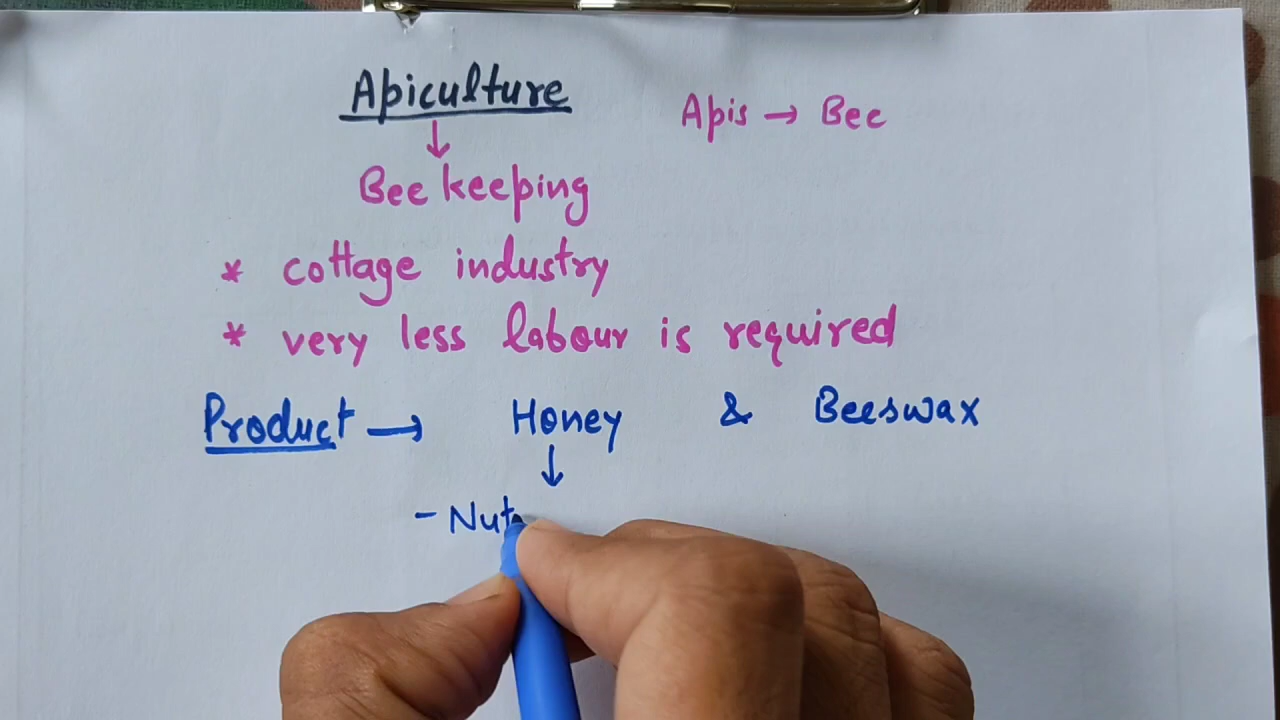 Apiculture Apis → Bee
↓
Bee keeping
* cottage industry
* very less labour is required
Product → Honey & Beeswax
↓
- Nut